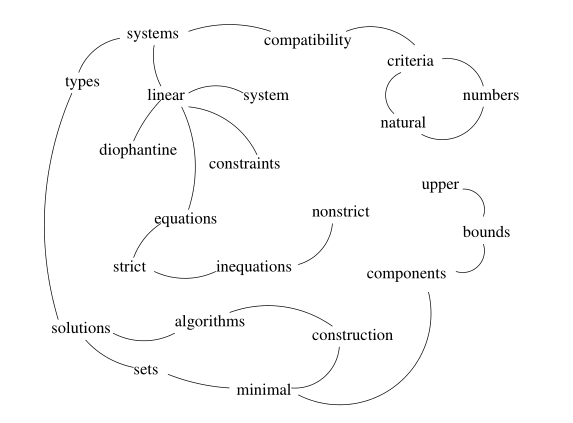 systems
compatibility
criteria
types
linear
system
numbers
natural
diophantine
constraints
upper
nonstrict
equations
bounds
strict
inequations
components
algorithms
solutions
construction
sets
minimal